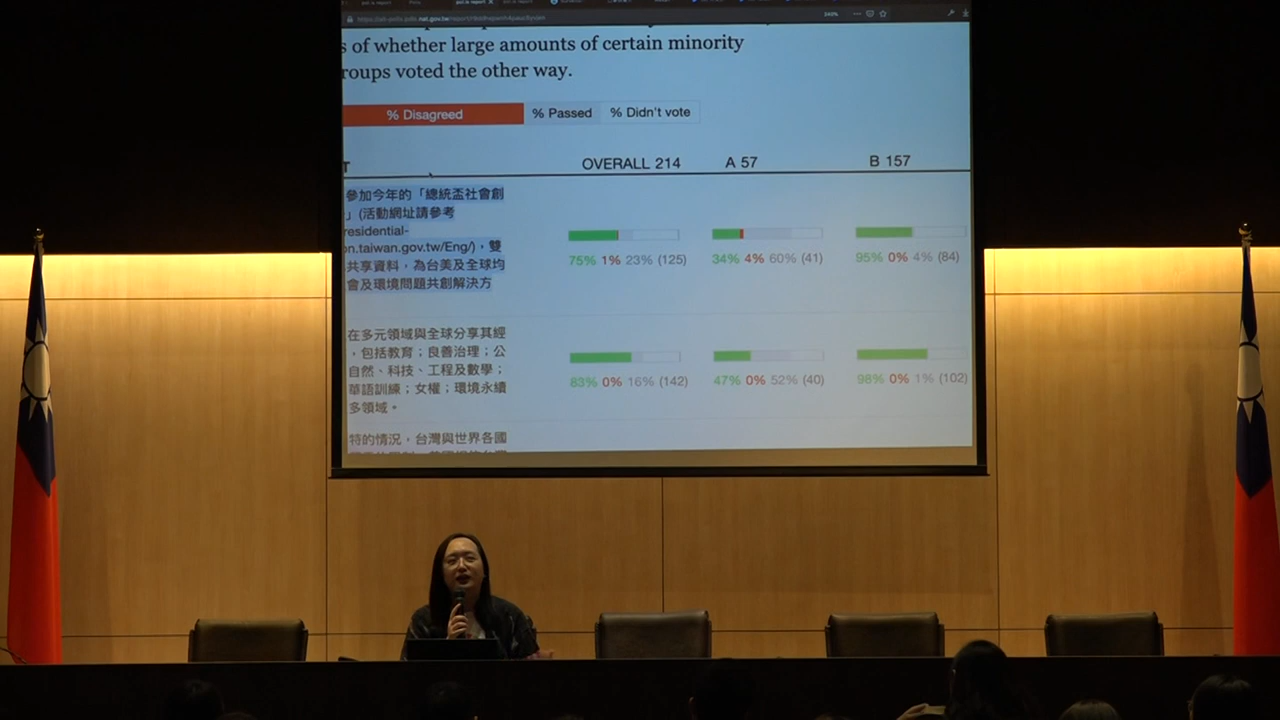 pol.is report
240%
s of whether large amounts of certain minority
roups voted the other way.
% Disagreed % Passed % Didn't vote
T OVERALL 214 A 57 B 157
參加今年的「總統盃社會創
」(活動網址請參考
residential-
on.taiwan.gov.tw/Eng/)，雙
共享資料，為台美及全球均
會及環境問題共創解決方
75% 1% 23% (125) 34% 4% 60% (41) 95% 0% 4% (84)
在多元領域與全球分享其經
，包括教育；良善治理；公
自然、科技、工程及數學；
華語訓練；女權；環境永續
多領域。
83% 0% 16% (142) 47% 0% 52% (40) 98% 0% 1% (102)
特的情況，台灣與世界各國